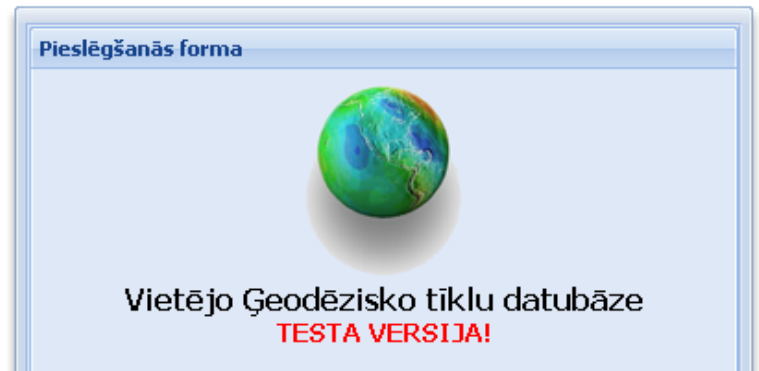 Pieslēgšanās forma
Vietējo Ģeodēzisko tīklu datubāze
TESTA VERSIJA!